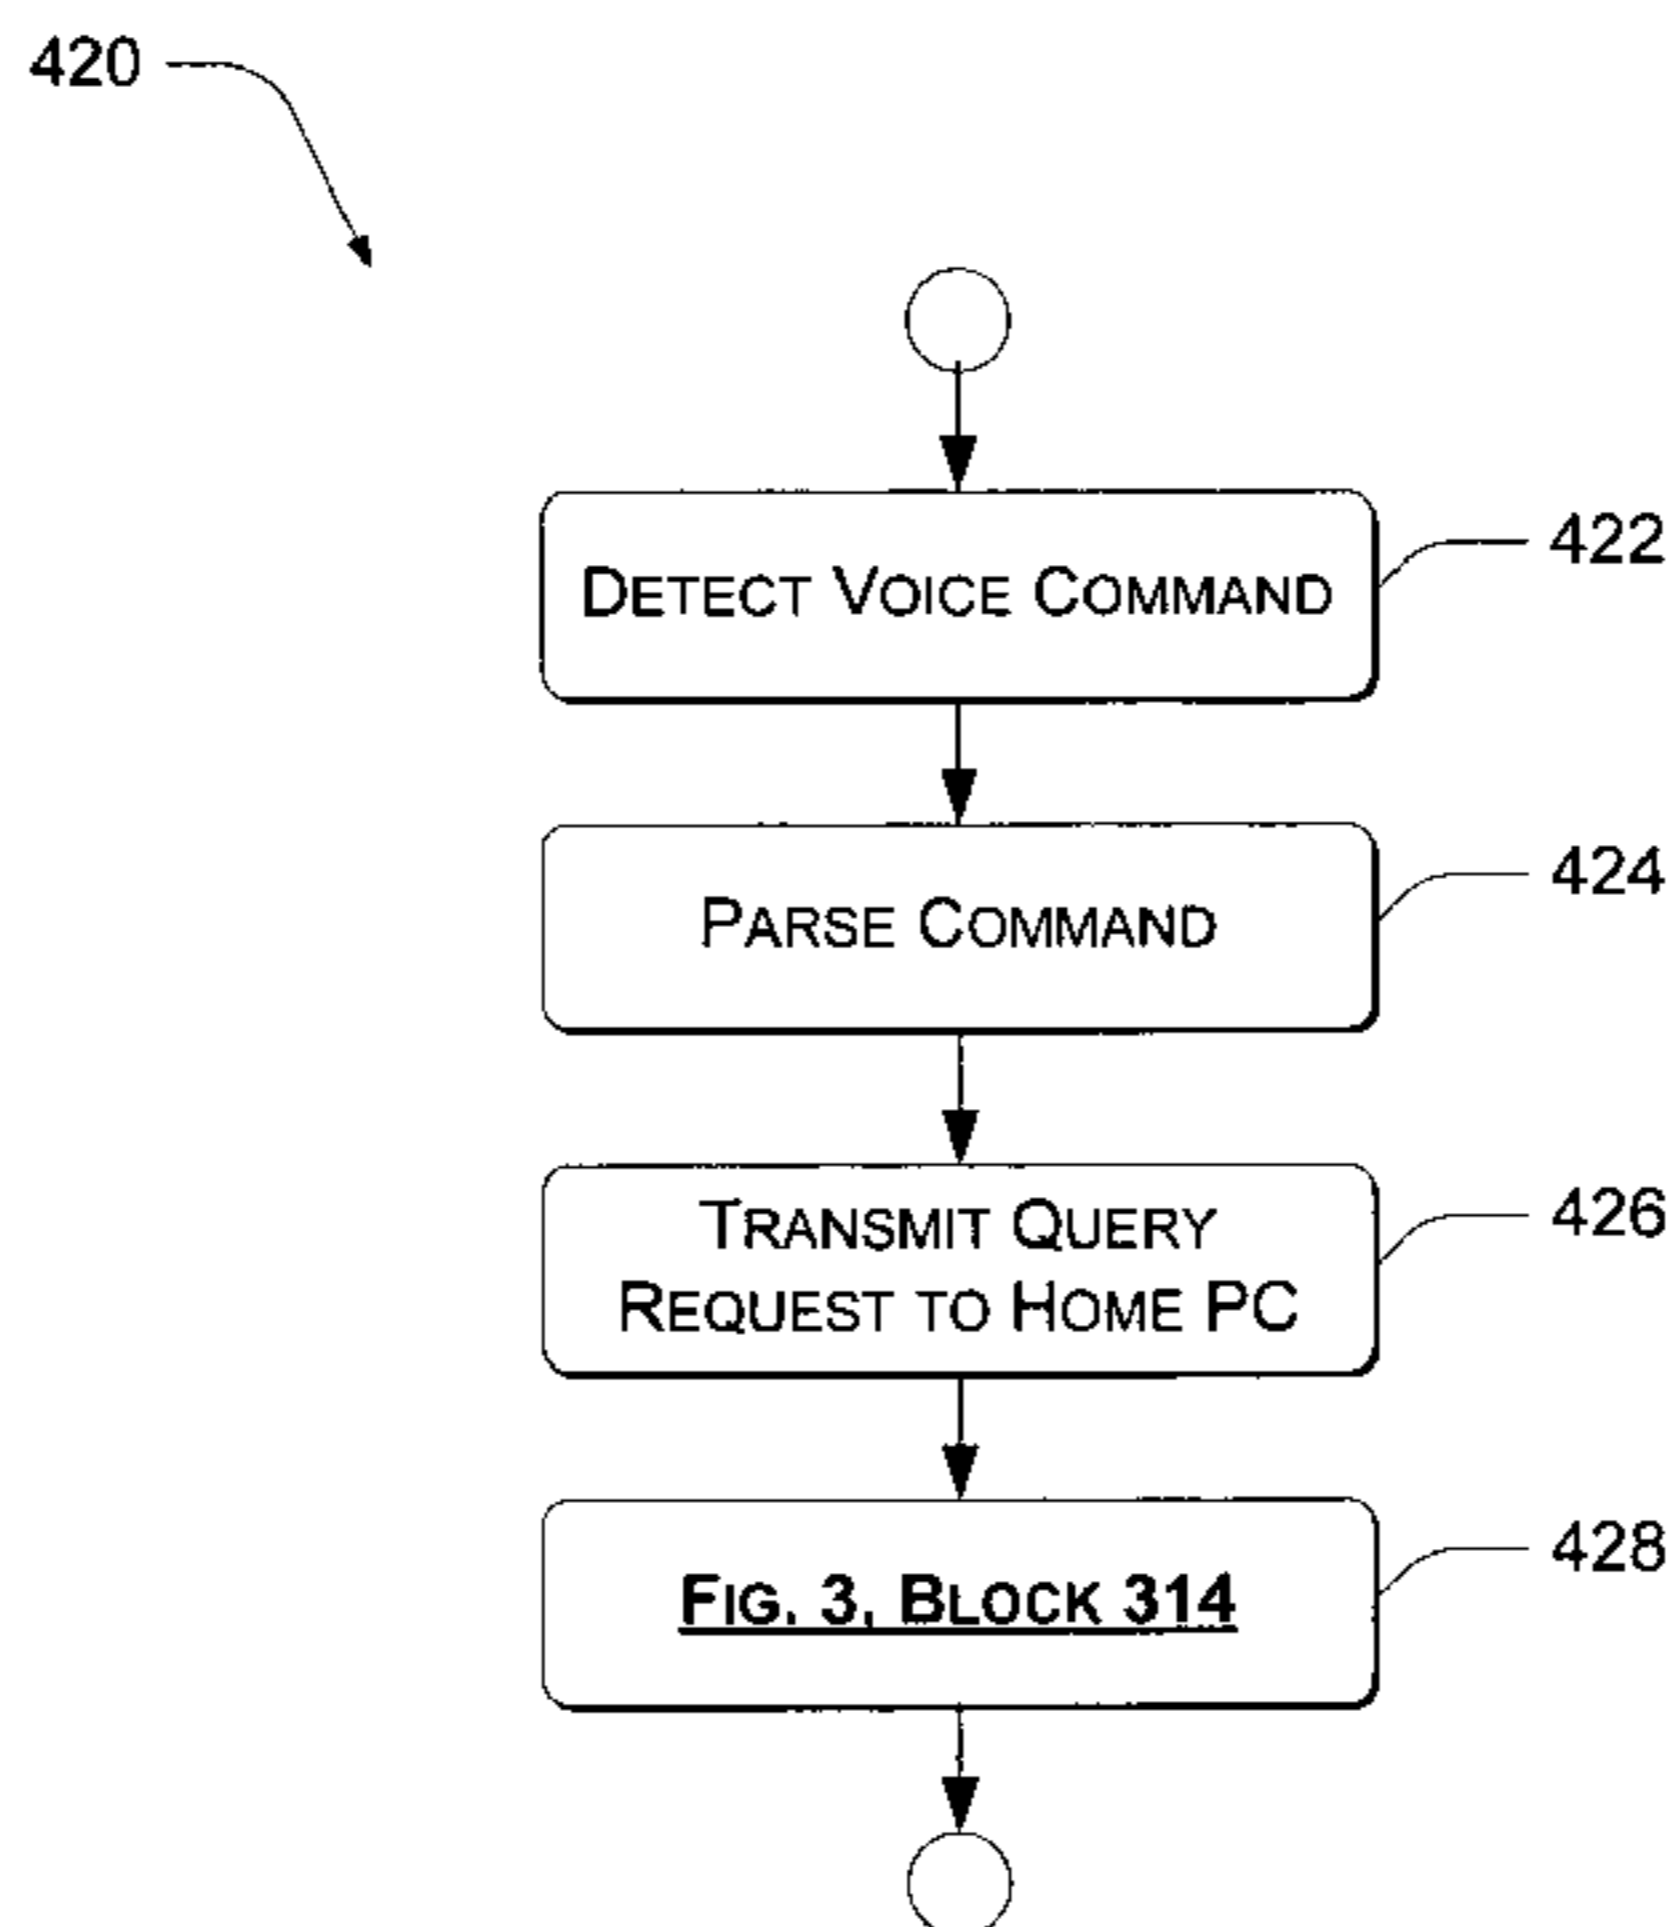 420
DETECT VOICE COMMAND
422
PARSE COMMAND
424
TRANSMIT QUERY
REQUEST TO HOME PC
426
FIG. 3, BLOCK 314
428